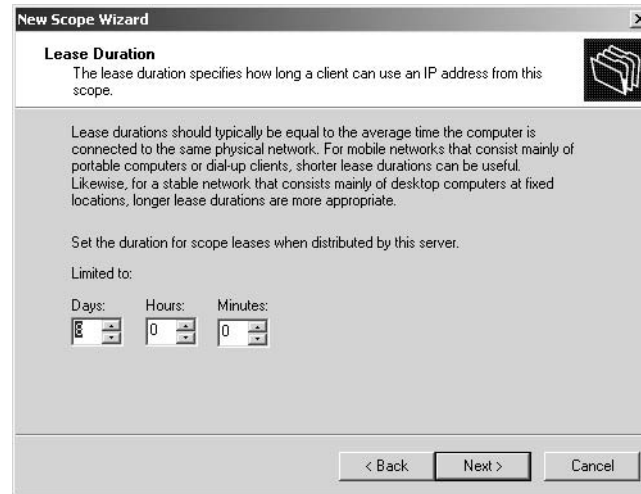 New Scope Wizard
Lease Duration
The lease duration specifies how long a client can use an IP address from this
scope.
Lease durations should typically be equal to the average time the computer is
connected to the same physical network. For mobile networks that consist mainly of
portable computers or dial-up clients, shorter lease durations can be useful.
Likewise, for a stable network that consists mainly of desktop computers at fixed
locations, longer lease durations are more appropriate.
Set the duration for scope leases when distributed by this server.
Limited to:
Days: Hours: Minutes:
8 0 0
< Back Next > Cancel